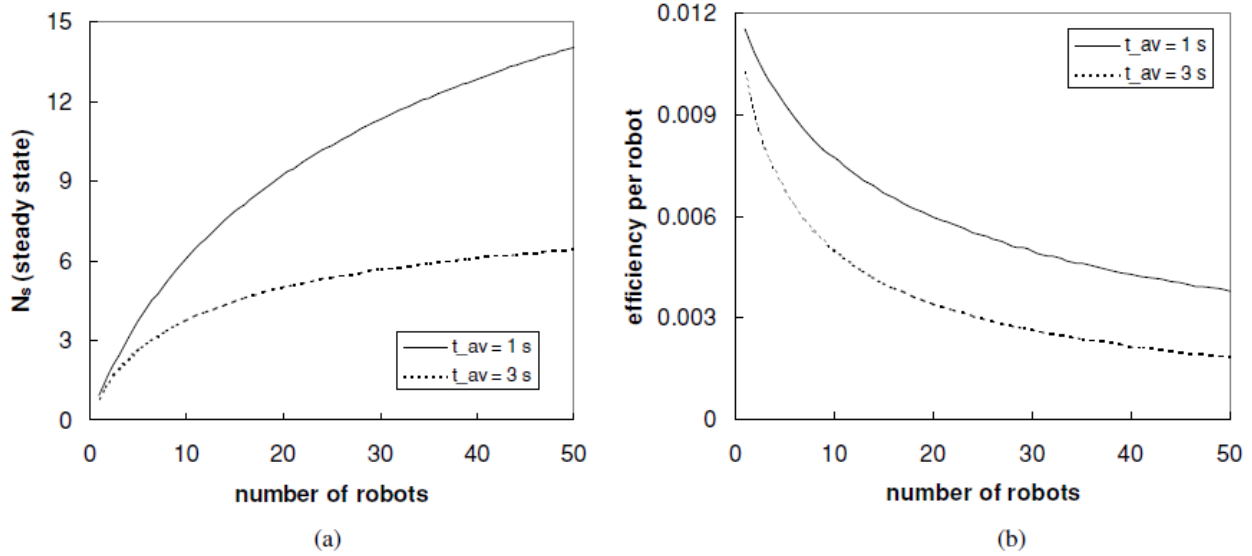 15
12
9
6
3
0
N_s (steady state)
t_av = 1 s
t_av = 3 s
0 10 20 30 40 50
number of robots
(a)
0.012
0.009
0.006
0.003
0
efficiency per robot
t_av = 1 s
t_av = 3 s
0 10 20 30 40 50
number of robots
(b)